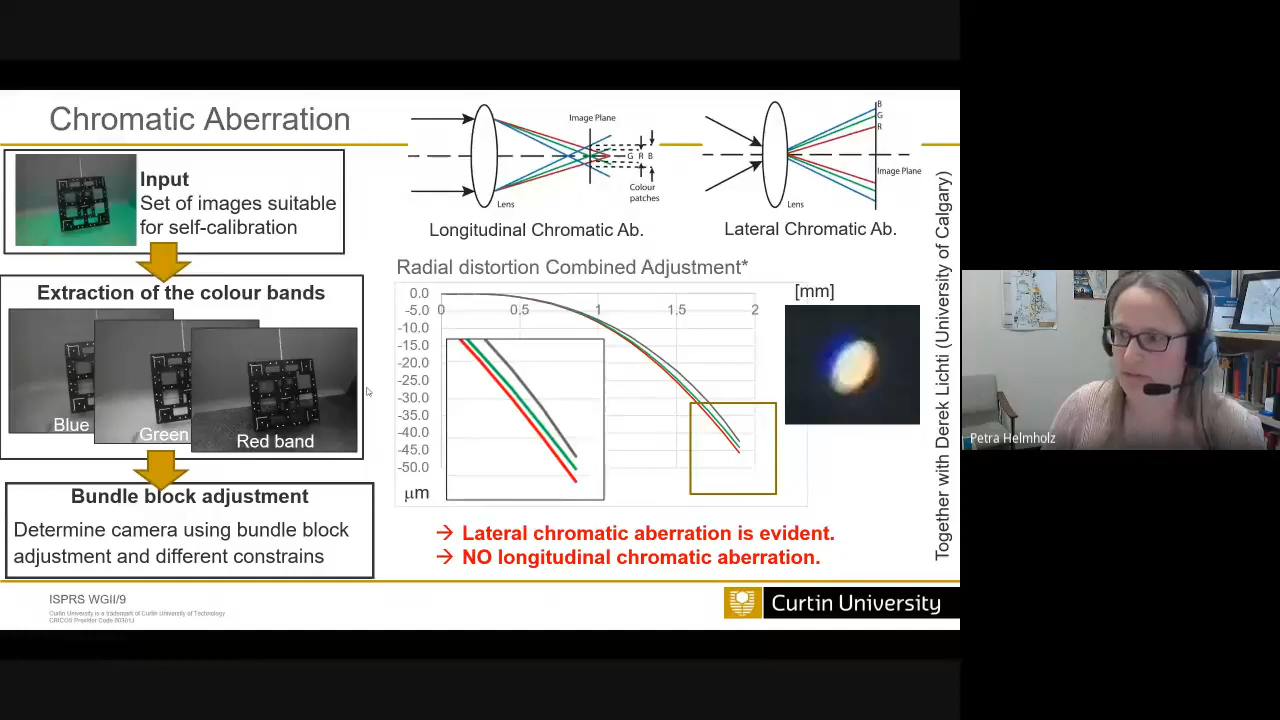 Chromatic Aberration
Input
Set of images suitable
for self-calibration
Extraction of the colour bands
Blue
Green
Red band
Bundle block adjustment
Determine camera using bundle block
adjustment and different constrains
Image Plane
G R B
Colour
patches
Lens
Longitudinal Chromatic Ab.
B
G
R
Image Plane
Lens
Lateral Chromatic Ab.
Radial distortion Combined Adjustment*
[mm]
0.0
0 0.5 1 1.5 2
-5.0
-10.0
-15.0
-20.0
-25.0
-30.0
-35.0
-40.0
-45.0
-50.0
μm
→ Lateral chromatic aberration is evident.
→ NO longitudinal chromatic aberration.
Together with Derek Lichti (University of Calgary)
ISPRS WGII/9
Curtin University is a trademark of Curtin University of Technology
CRICOS Provider Code 00301J
Curtin University
Petra Helmholz